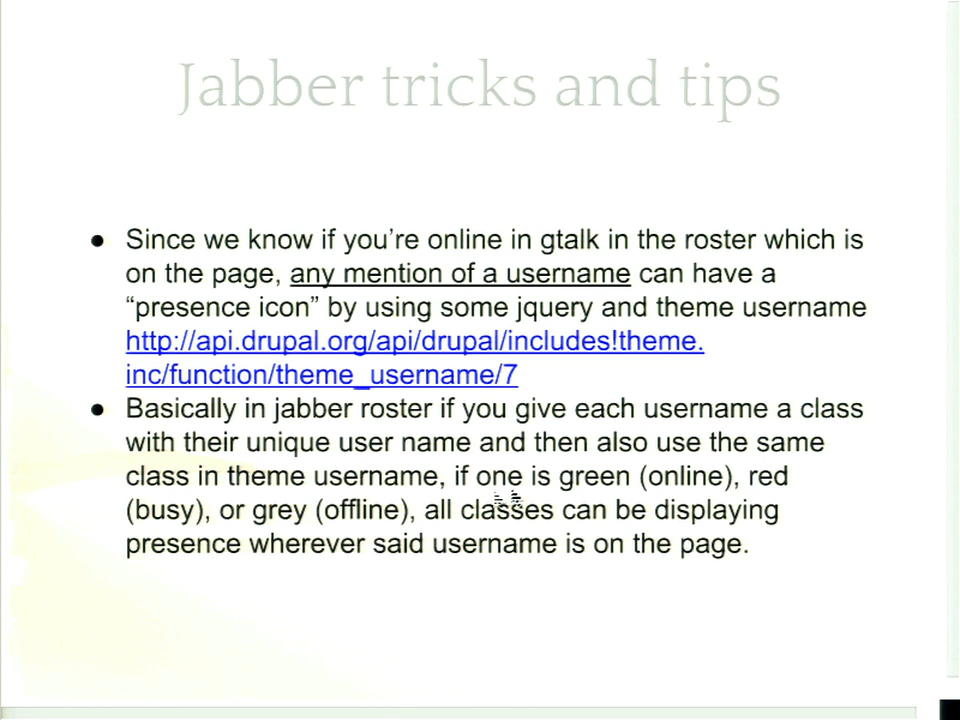 Jabber tricks and tips
● Since we know if you’re online in gtalk in the roster which is
on the page, any mention of a username can have a
“presence icon” by using some jquery and theme username
http://api.drupal.org/api/drupal/includes!theme.
inc/function/theme_username/7
● Basically in jabber roster if you give each username a class
with their unique user name and then also use the same
class in theme username, if one is green (online), red
(busy), or grey (offline), all classes can be displaying
presence wherever said username is on the page.